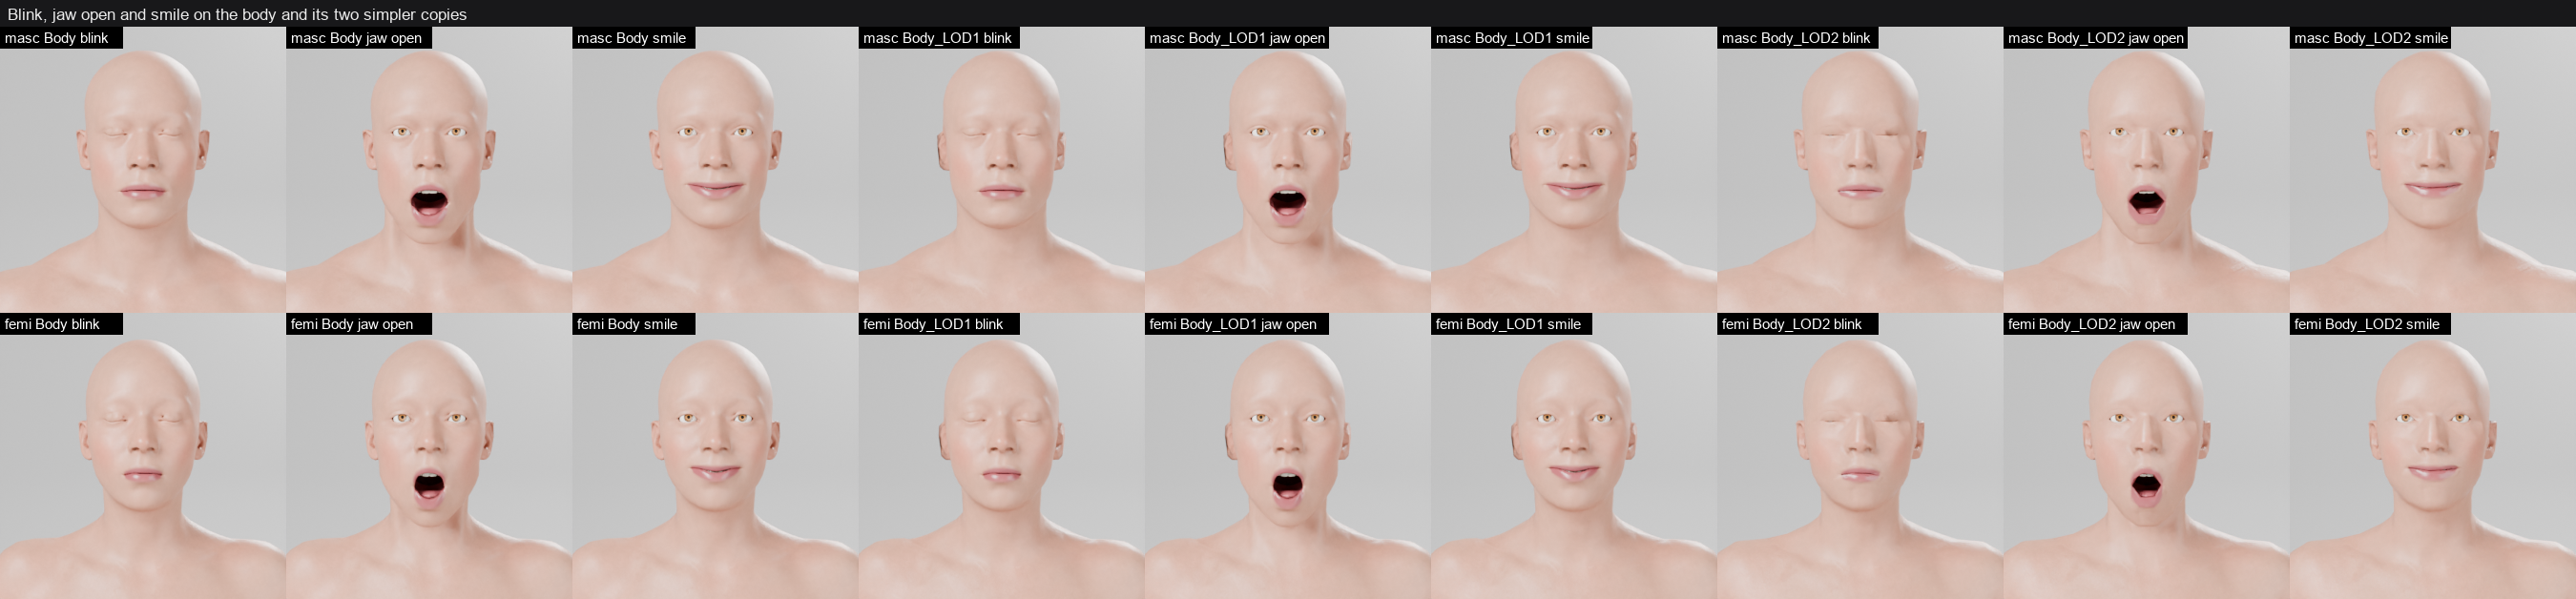 Blink, jaw open and smile on the body and its two simpler copies
masc Body blink
masc Body jaw open
masc Body smile
masc Body_LOD1 blink
masc Body_LOD1 jaw open
masc Body_LOD1 smile
masc Body_LOD2 blink
masc Body_LOD2 jaw open
masc Body_LOD2 smile
femi Body blink
femi Body jaw open
femi Body smile
femi Body_LOD1 blink
femi Body_LOD1 jaw open
femi Body_LOD1 smile
femi Body_LOD2 blink
femi Body_LOD2 jaw open
femi Body_LOD2 smile